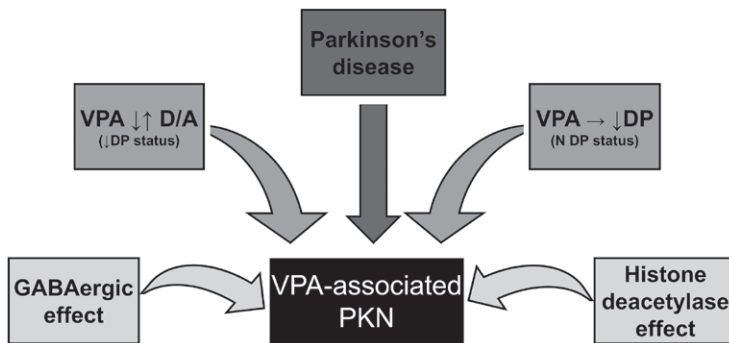 Parkinson's
disease
VPA ↓↑ D/A
(↓DP status)
VPA → ↓DP
(N DP status)
GABAergic
effect
VPA-associated
PKN
Histone
deacetylase
effect